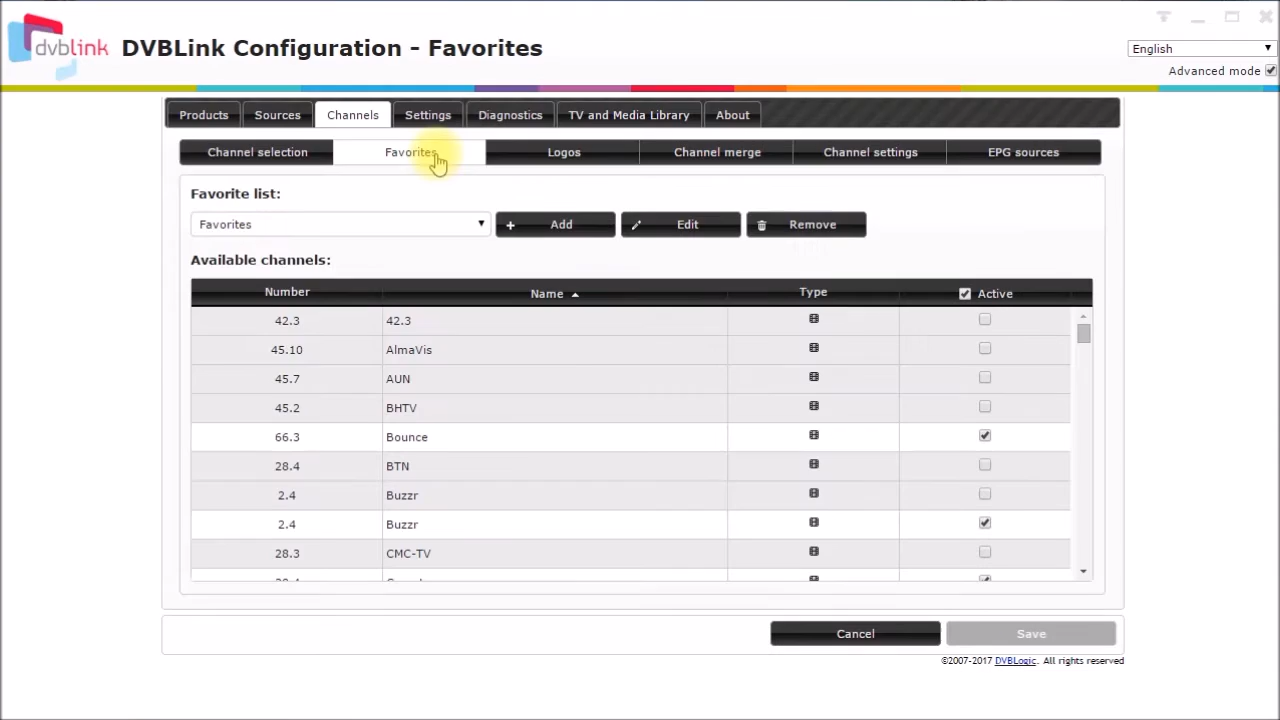 dvblink
DVBLink Configuration - Favorites
English
Advanced mode
Products Sources Channels Settings Diagnostics TV and Media Library About
Channel selection Favorites Logos Channel merge Channel settings EPG sources
Favorite list:
Favorites Add Edit Remove
Available channels:
Number Name Type Active
42.3 42.3
45.10 AlmaVis
45.7 AUN
45.2 BHTV
66.3 Bounce
28.4 BTN
2.4 Buzzr
2.4 Buzzr
28.3 CMC-TV
Cancel Save
©2007-2017 DVBLogic. All rights reserved